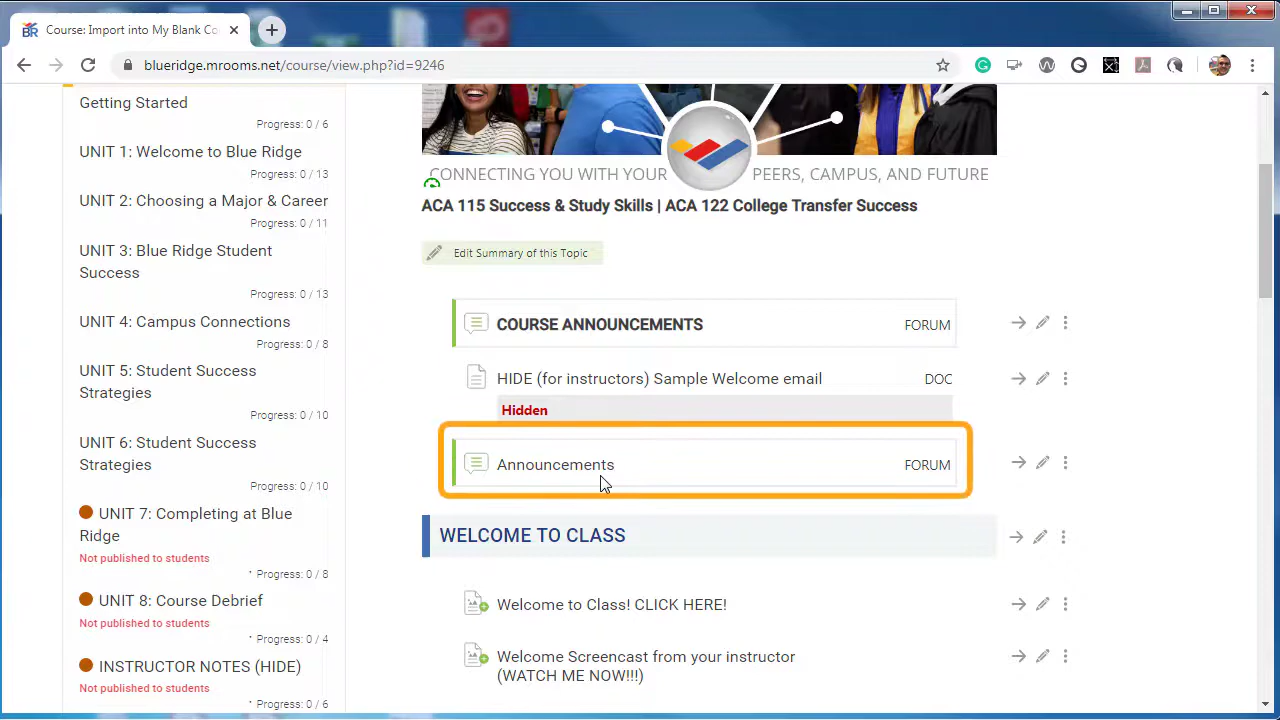 Course: Import into My Blank Co
blueridge.mrooms.net/course/view.php?id=9246
Getting Started
Progress: 0 / 6
UNIT 1: Welcome to Blue Ridge
Progress: 0 / 13
UNIT 2: Choosing a Major & Career
Progress: 0 / 11
UNIT 3: Blue Ridge Student
Success
Progress: 0 / 13
UNIT 4: Campus Connections
Progress: 0 / 8
UNIT 5: Student Success
Strategies
Progress: 0 / 10
UNIT 6: Student Success
Strategies
Progress: 0 / 10
UNIT 7: Completing at Blue
Ridge
Not published to students
Progress: 0 / 8
UNIT 8: Course Debrief
Not published to students
Progress: 0 / 4
INSTRUCTOR NOTES (HIDE)
Not published to students
Progress: 0 / 6
CONNECTING YOU WITH YOUR PEERS, CAMPUS, AND FUTURE
ACA 115 Success & Study Skills | ACA 122 College Transfer Success
Edit Summary of this Topic
COURSE ANNOUNCEMENTS FORUM
HIDE (for instructors) Sample Welcome email DOC
Hidden
Announcements FORUM
WELCOME TO CLASS
Welcome to Class! CLICK HERE!
Welcome Screencast from your instructor
(WATCH ME NOW!!!)